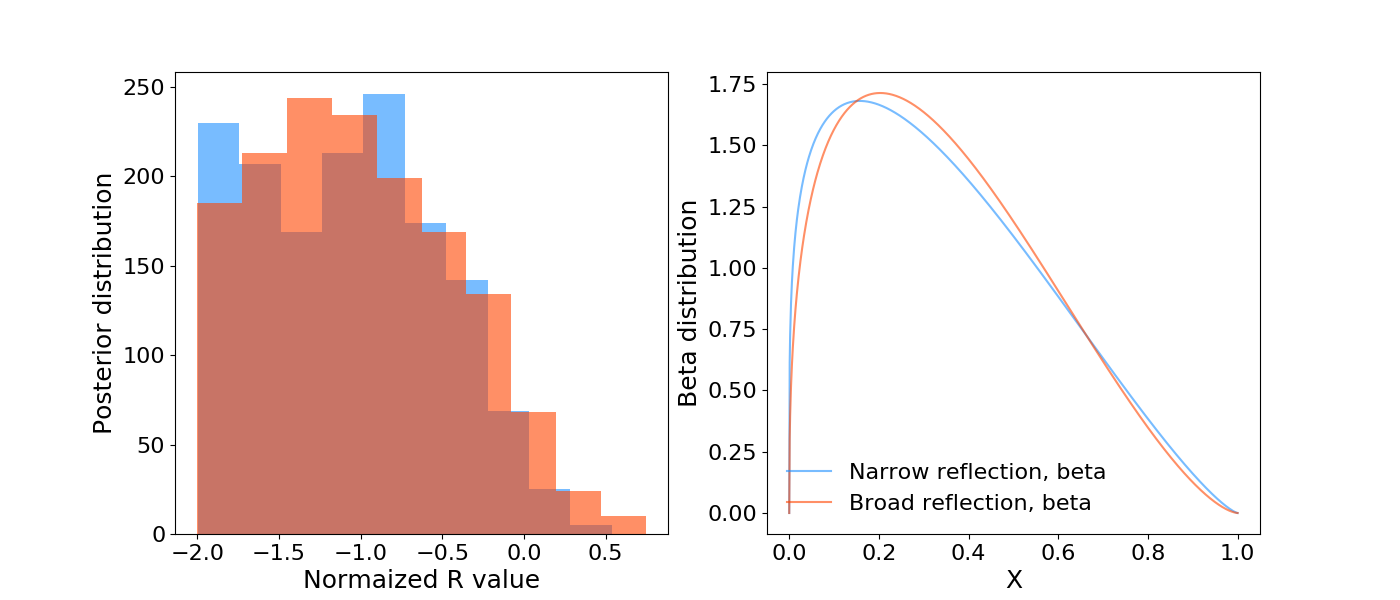 250
200
150
100
50
0
−2.0 −1.5 −1.0 −0.5 0.0 0.5
Normaized R value
Posterior distribution
1.75
1.50
1.25
1.00
0.75
0.50
0.25
0.00
0.0 0.2 0.4 0.6 0.8 1.0
X
Beta distribution
Narrow reflection, beta
Broad reflection, beta